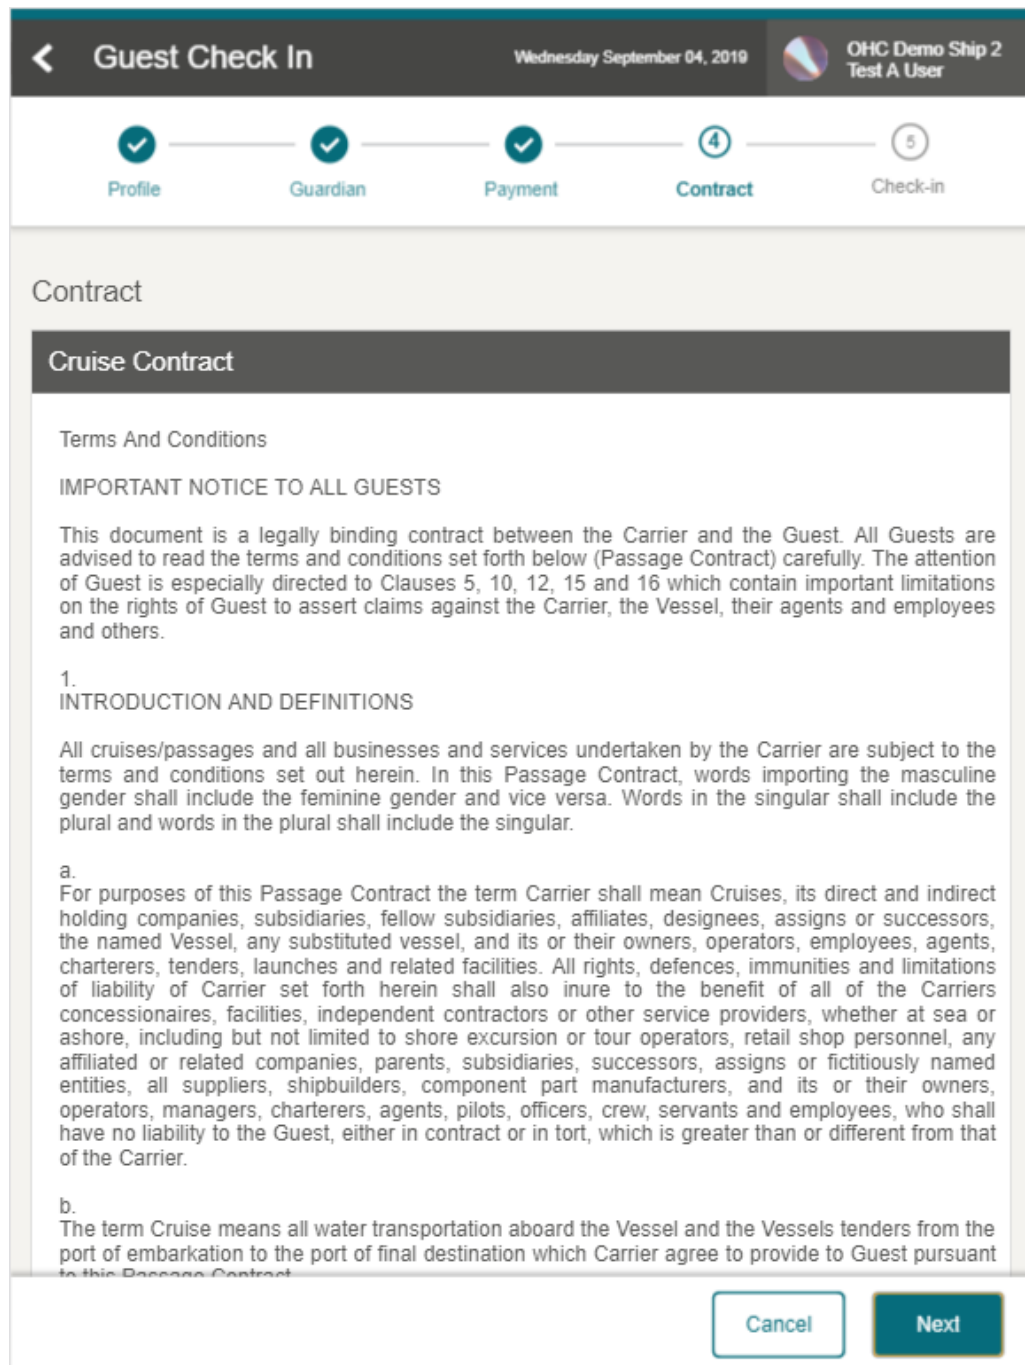 Guest Check In
Wednesday September 04, 2019
OHC Demo Ship 2
Test A User
4
5
Profile
Guardian
Payment
Contract
Check-in
Contract
Cruise Contract
Terms And Conditions
IMPORTANT NOTICE TO ALL GUESTS
This document is a legally binding contract between the Carrier and the Guest. All Guests are
advised to read the terms and conditions set forth below (Passage Contract) carefully. The attention
of Guest is especially directed to Clauses 5, 10, 12, 15 and 16 which contain important limitations
on the rights of Guest to assert claims against the Carrier, the Vessel, their agents and employees
and others.
1.
INTRODUCTION AND DEFINITIONS
All cruises/passages and all businesses and services undertaken by the Carrier are subject to the
terms and conditions set out herein. In this Passage Contract, words importing the masculine
gender shall include the feminine gender and vice versa. Words in the singular shall include the
plural and words in the plural shall include the singular.
a.
For purposes of this Passage Contract the term Carrier shall mean Cruises, its direct and indirect
holding companies, subsidiaries, fellow subsidiaries, affiliates, designees, assigns or successors,
the named Vessel, any substituted vessel, and its or their owners, operators, employees, agents,
charterers, tenders, launches and related facilities. All rights, defences, immunities and limitations
of liability of Carrier set forth herein shall also inure to the benefit of all of the Carriers
concessionaires, facilities, independent contractors or other service providers, whether at sea or
ashore, including but not limited to shore excursion or tour operators, retail shop personnel, any
affiliated or related companies, parents, subsidiaries, successors, assigns or fictitiously named
entities, all suppliers, shipbuilders, component part manufacturers, and its or their owners,
operators, managers, charterers, agents, pilots, officers, crew, servants and employees, who shall
have no liability to the Guest, either in contract or in tort, which is greater than or different from that
of the Carrier.
b.
The term Cruise means all water transportation aboard the Vessel and the Vessels tenders from the
port of embarkation to the port of final destination which Carrier agree to provide to Guest pursuant
to this Passage Contract
Cancel
Next